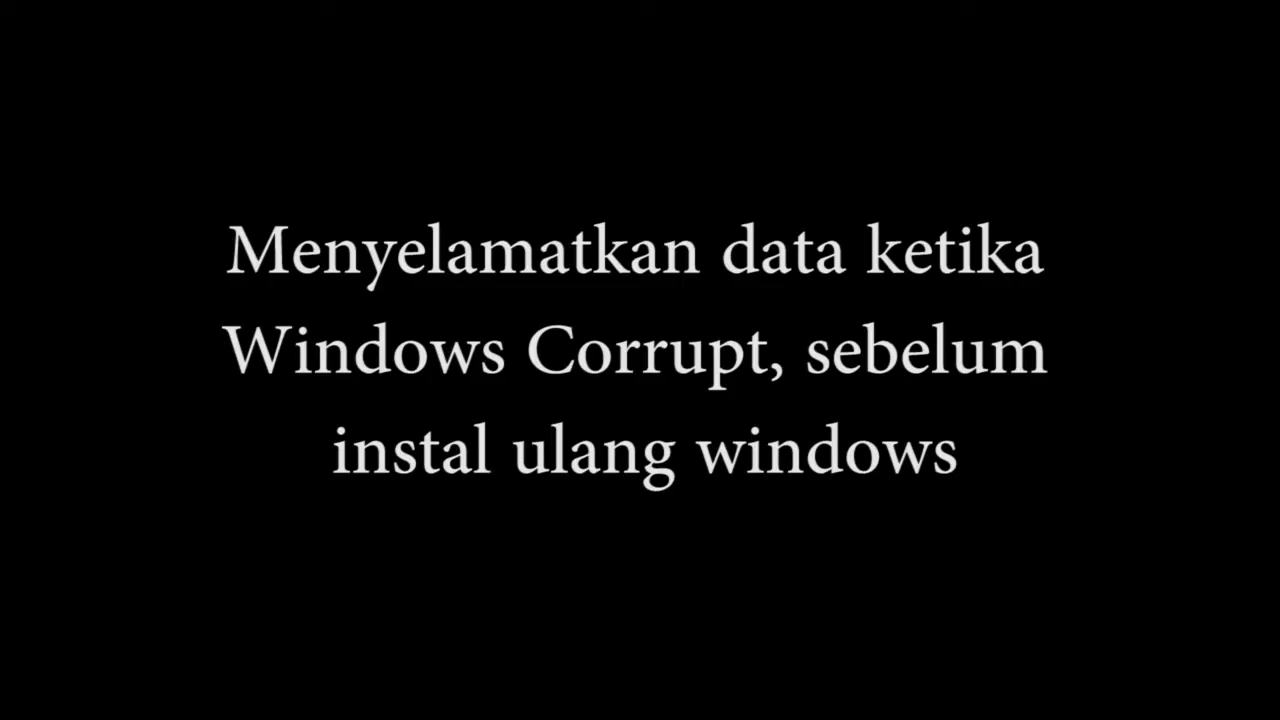 Menyelamatkan data ketika
Windows Corrupt, sebelum
instal ulang windows